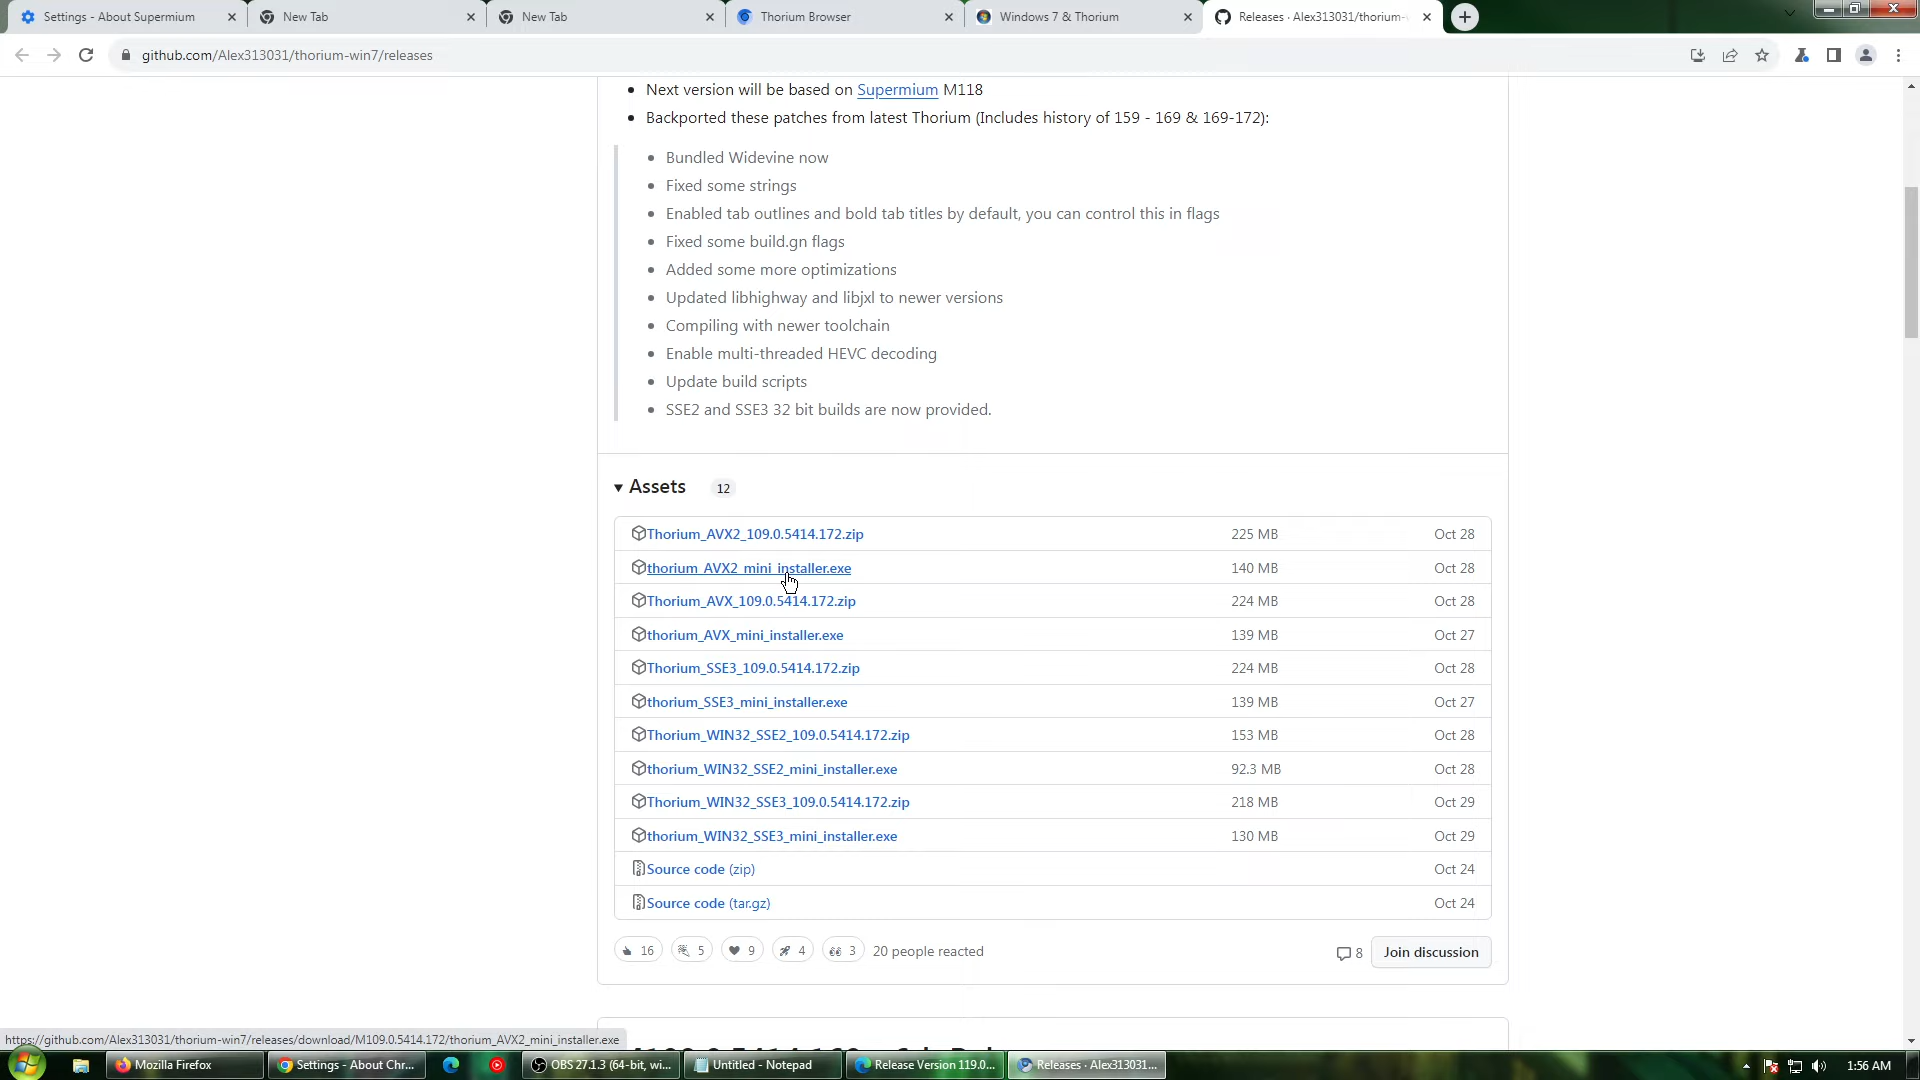 Settings - About Supermium
New Tab
New Tab
Thorium Browser
Windows 7 & Thorium
Releases · Alex313031/thorium-
github.com/Alex313031/thorium-win7/releases
Next version will be based on Supermium M118
Backported these patches from latest Thorium (Includes history of 159 - 169 & 169-172):
Bundled Widevine now
Fixed some strings
Enabled tab outlines and bold tab titles by default, you can control this in flags
Fixed some build.gn flags
Added some more optimizations
Updated libhighway and libjxl to newer versions
Compiling with newer toolchain
Enable multi-threaded HEVC decoding
Update build scripts
SSE2 and SSE3 32 bit builds are now provided.
Assets 12
Thorium_AVX2_109.0.5414.172.zip 225 MB Oct 28
thorium_AVX2_mini_installer.exe 140 MB Oct 28
Thorium_AVX_109.0.5414.172.zip 224 MB Oct 28
thorium_AVX_mini_installer.exe 139 MB Oct 27
Thorium_SSE3_109.0.5414.172.zip 224 MB Oct 28
thorium_SSE3_mini_installer.exe 139 MB Oct 27
Thorium_WIN32_SSE2_109.0.5414.172.zip 153 MB Oct 28
thorium_WIN32_SSE2_mini_installer.exe 92.3 MB Oct 28
Thorium_WIN32_SSE3_109.0.5414.172.zip 218 MB Oct 29
thorium_WIN32_SSE3_mini_installer.exe 130 MB Oct 29
Source code (zip) Oct 24
Source code (tar.gz) Oct 24
16 5 9 4 3 20 people reacted 8 Join discussion
https://github.com/Alex313031/thorium-win7/releases/download/M109.0.5414.172/thorium_AVX2_mini_installer.exe
Mozilla Firefox
Settings - About Chr...
OBS 27.1.3 (64-bit, wi...
Untitled - Notepad
Release Version 119.0...
Releases · Alex313031...
1:56 AM